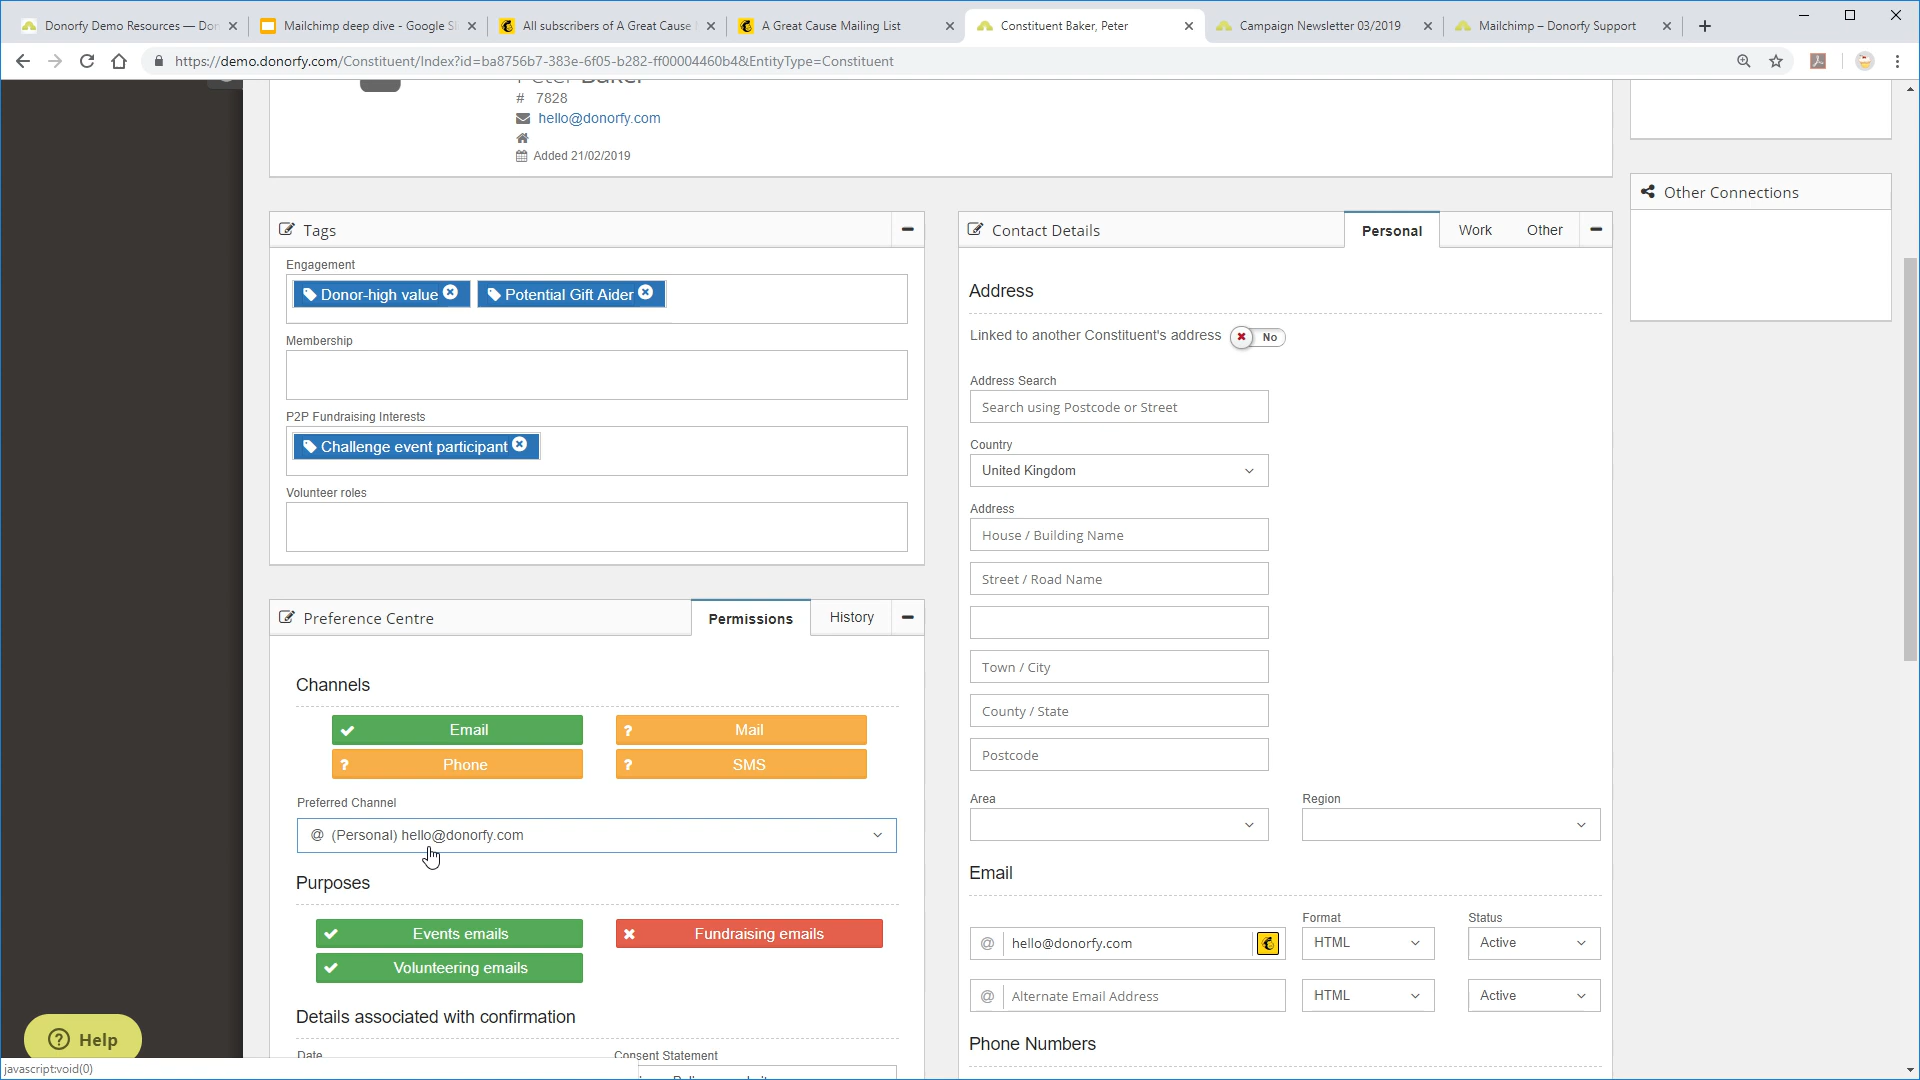 Donorfy Demo Resources — Don
Mailchimp deep dive - Google Sl
All subscribers of A Great Cause M
A Great Cause Mailing List
Constituent Baker, Peter
Campaign Newsletter 03/2019
Mailchimp – Donorfy Support
https://demo.donorfy.com/Constituent/Index?id=ba8756b7-383e-6f05-b282-ff00004460b4&EntityType=Constituent
Peter Baker
# 7828
hello@donorfy.com
Added 21/02/2019
Other Connections
Tags
Engagement
Donor-high value
Potential Gift Aider
Membership
P2P Fundraising Interests
Challenge event participant
Volunteer roles
Contact Details
Personal
Work
Other
Address
Linked to another Constituent's address
No
Address Search
Search using Postcode or Street
Country
United Kingdom
Address
House / Building Name
Street / Road Name
Town / City
County / State
Postcode
Area
Region
Preference Centre
Permissions
History
Channels
Email
? Mail
? Phone
? SMS
Preferred Channel
@ (Personal) hello@donorfy.com
Purposes
Events emails
Fundraising emails
Volunteering emails
Details associated with confirmation
Date
Consent Statement
Email
Format
Status
@ hello@donorfy.com
HTML
Active
@ Alternate Email Address
HTML
Active
Phone Numbers
? Help
javascript:void(0)